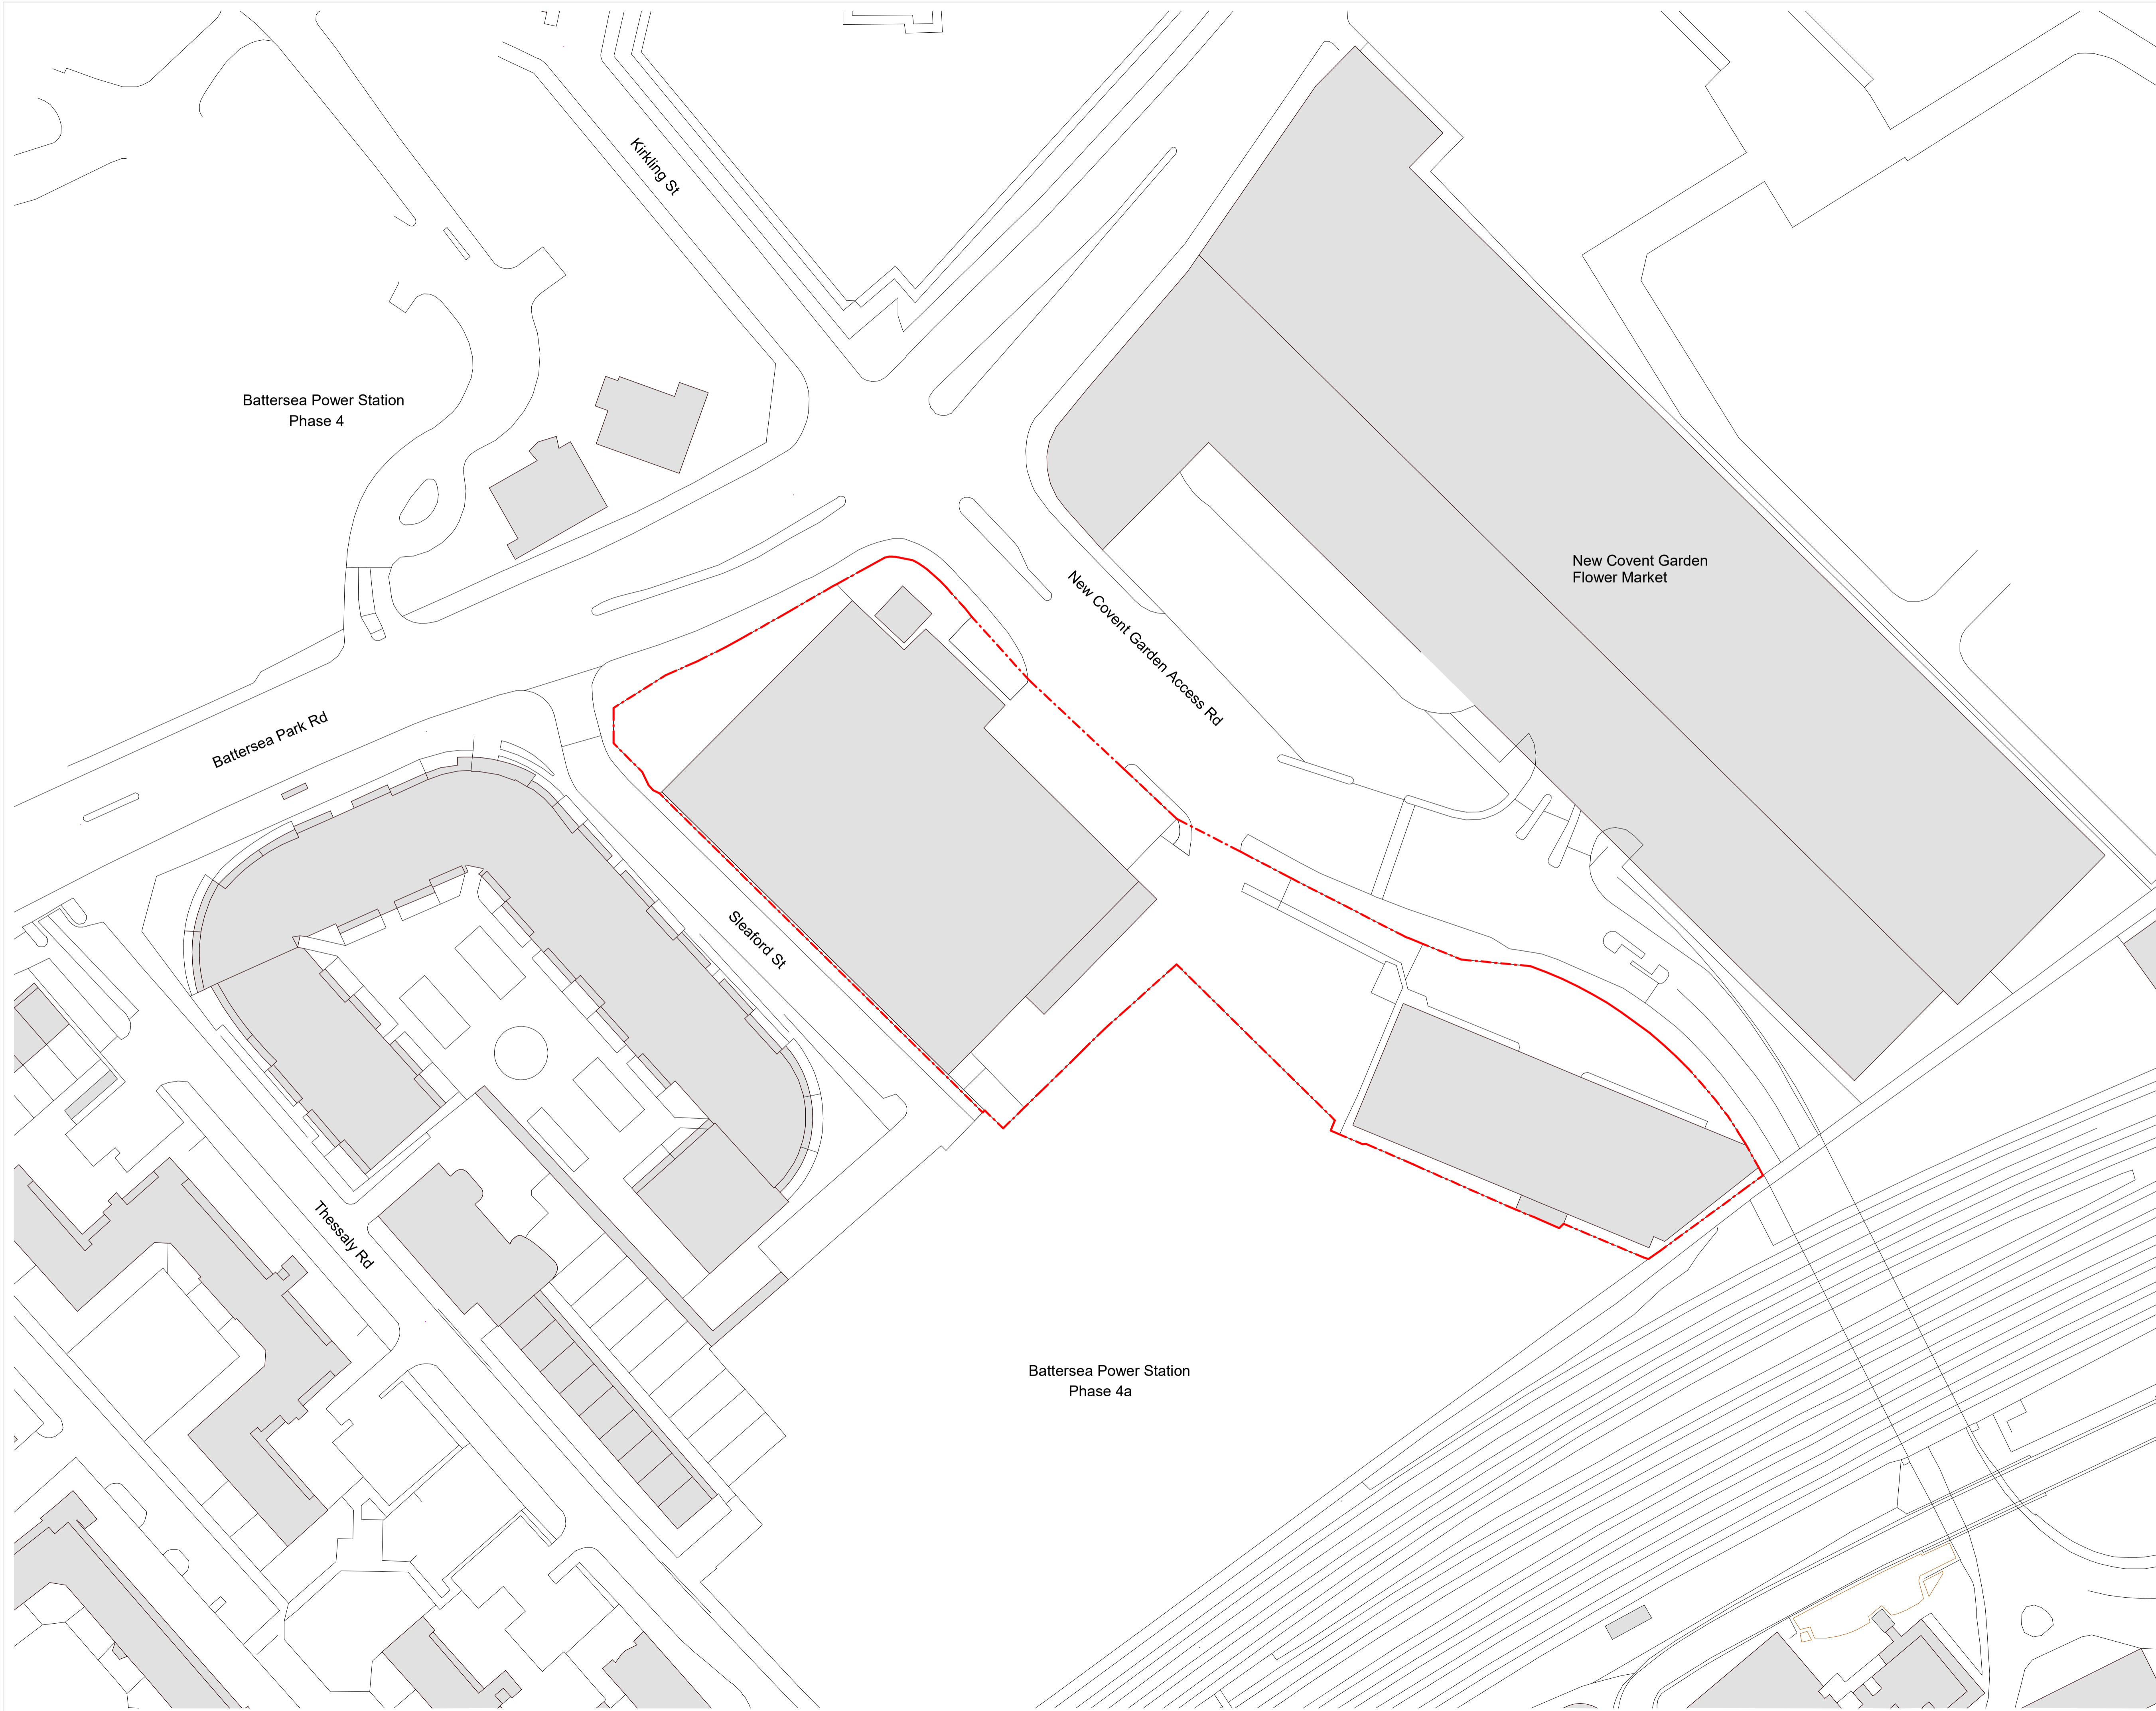 Kirkling St
Battersea Power Station
Phase 4
New Covent Garden
Flower Market
New Covent Garden Access Rd
Battersea Park Rd
Sleaford St
Thessaly Rd
Battersea Power Station
Phase 4a